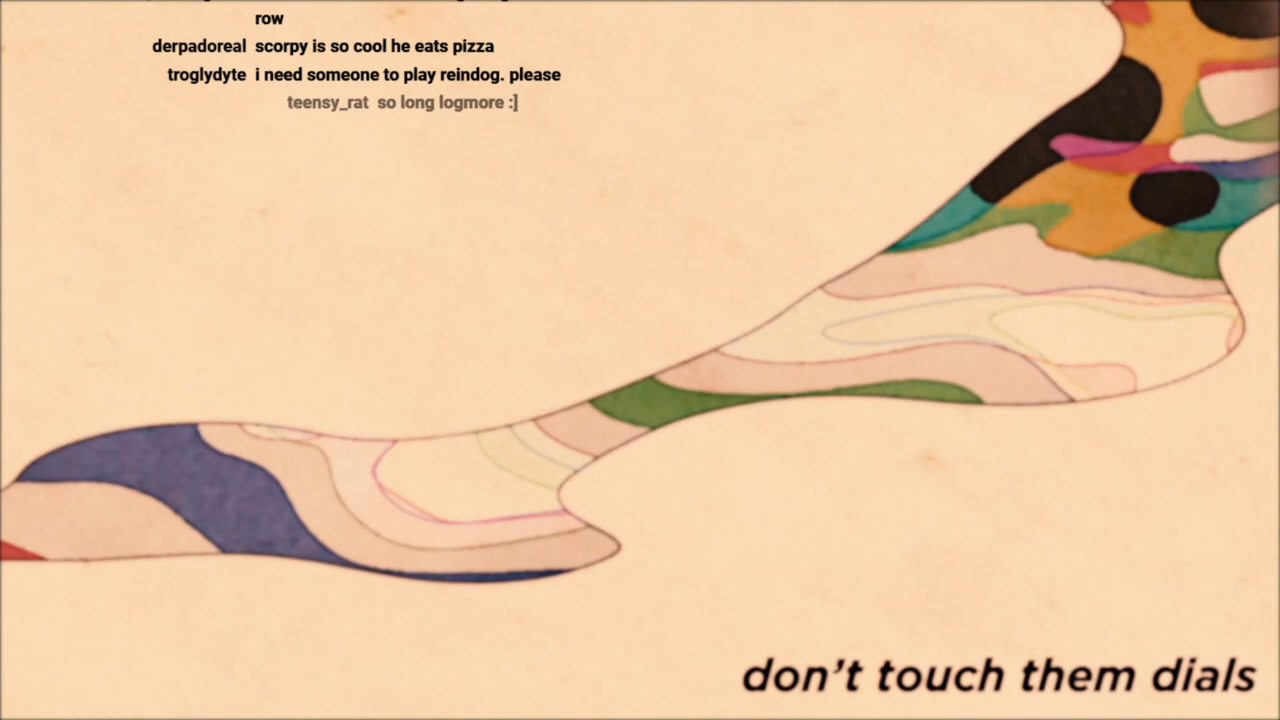 row
derpadoreal scorpy is so cool he eats pizza
troglydyte i need someone to play reindog. please
teensy_rat so long logmore :]
don't touch them dials